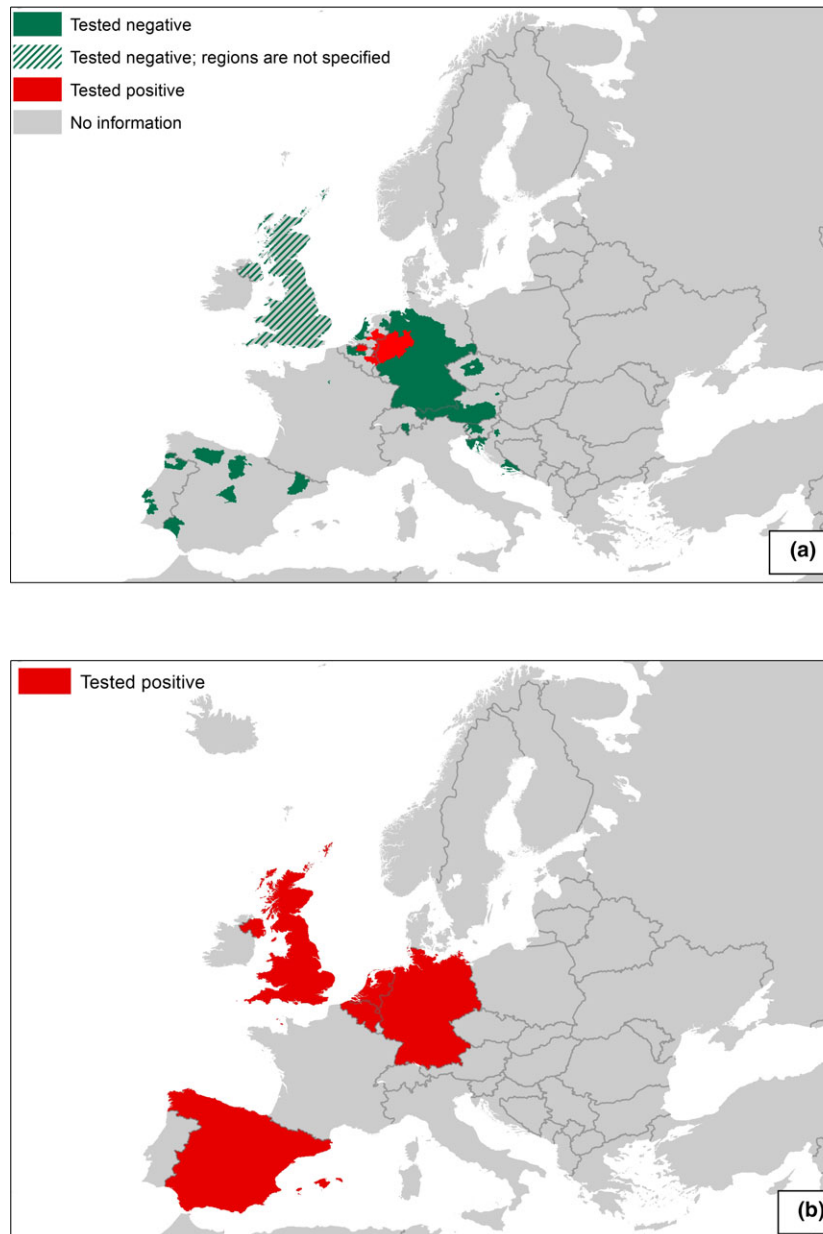 Tested negative
Tested negative; regions are not specified
Tested positive
No information
(a)
Tested positive
(b)